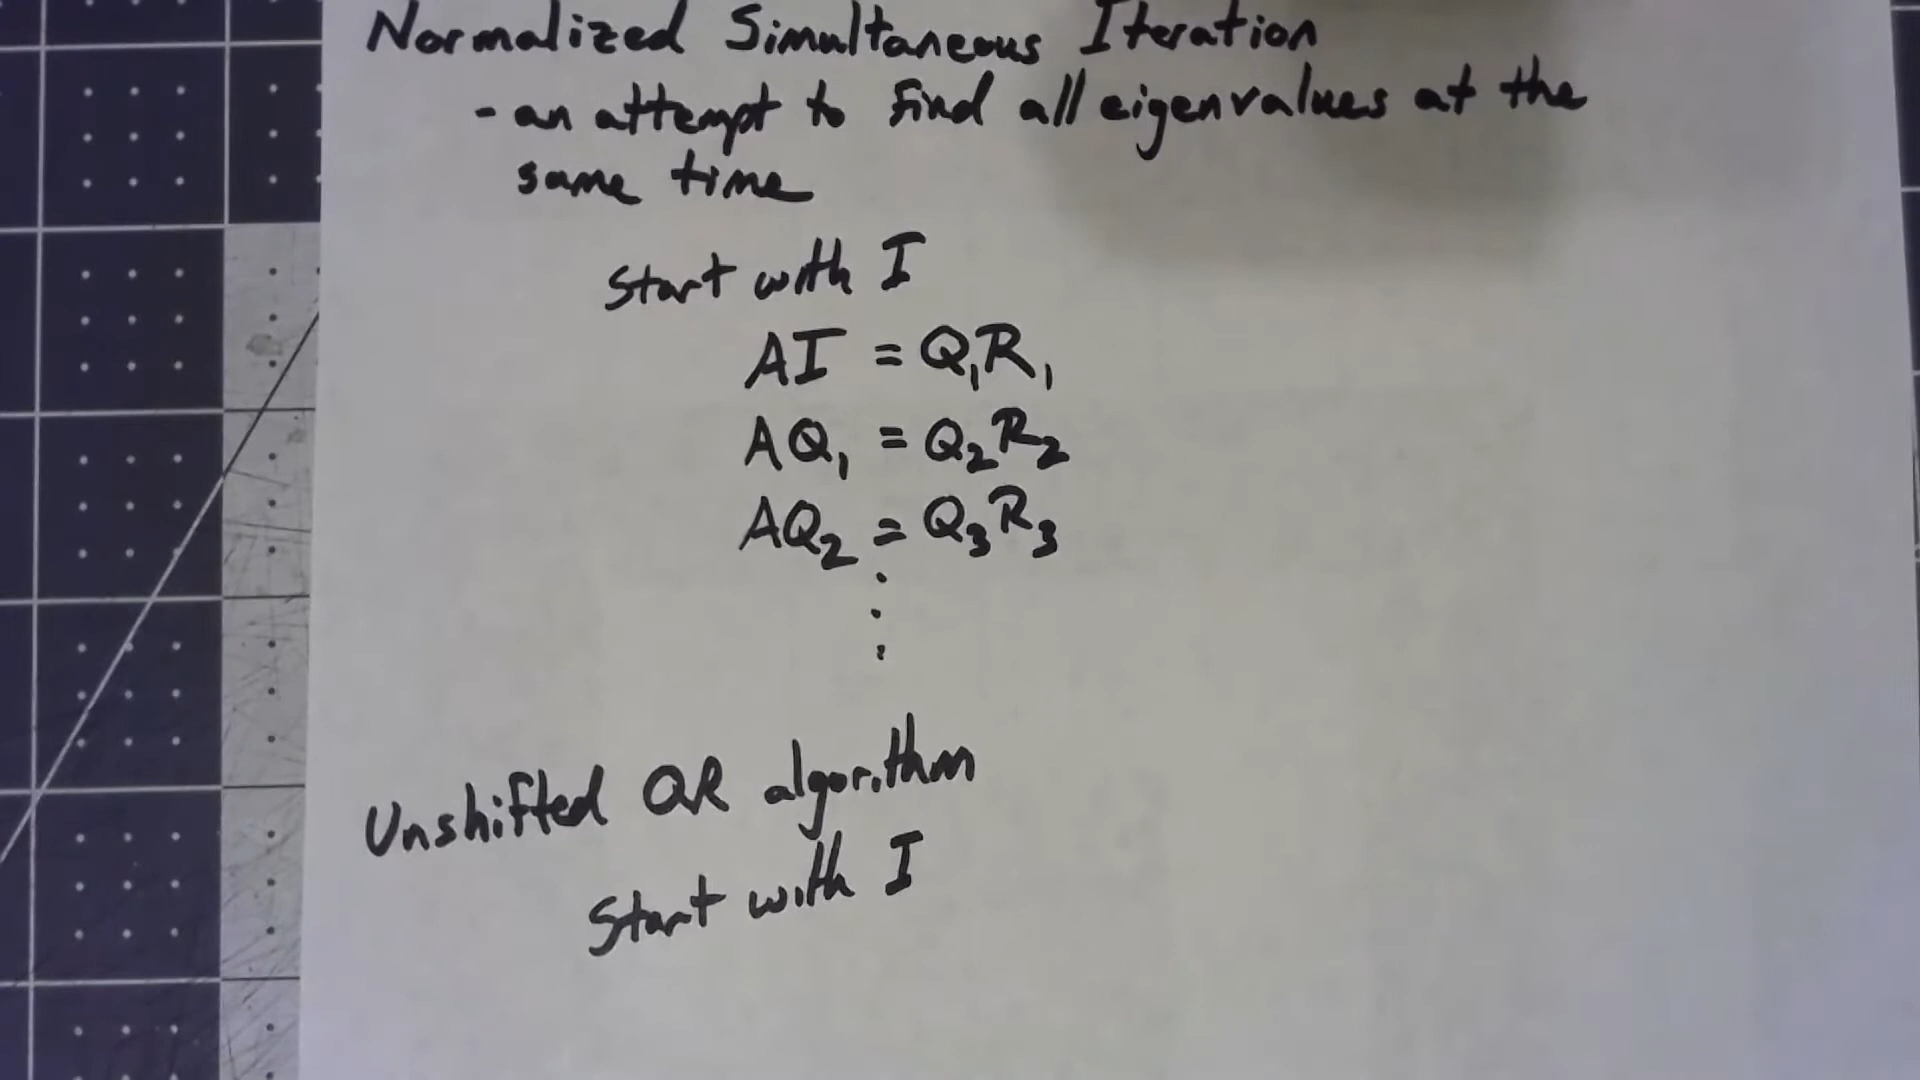 Normalized Simultaneous Iteration
- an attempt to find all eigenvalues at the
same time
Start with I
AI = Q₁R₁
AQ₁ = Q₂R₂
AQ₂ = Q₃R₃
⋮
Unshifted QR algorithm
Start with I